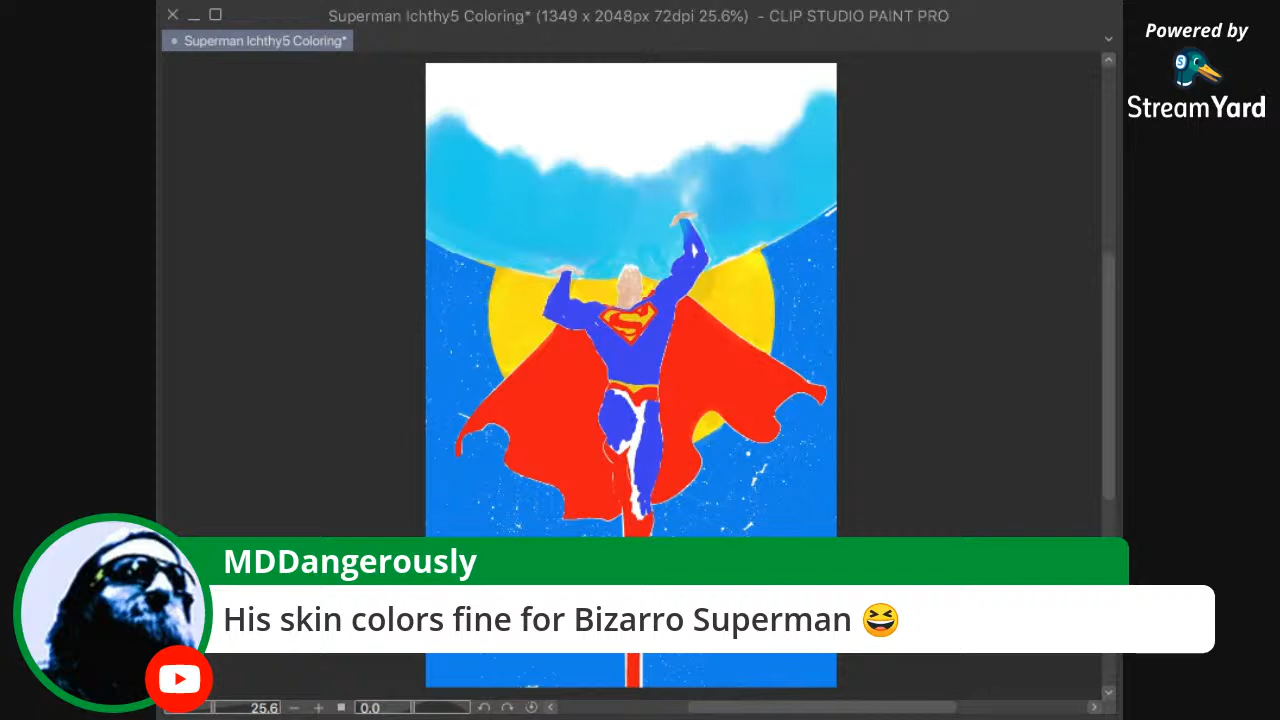 Superman Ichthy5 Coloring* (1349 x 2048px 72dpi 25.6%) - CLIP STUDIO PAINT PRO
Superman Ichthy5 Coloring*
Powered by
S
StreamYard
S
MDDangerously
His skin colors fine for Bizarro Superman 😆
25.6
0.0